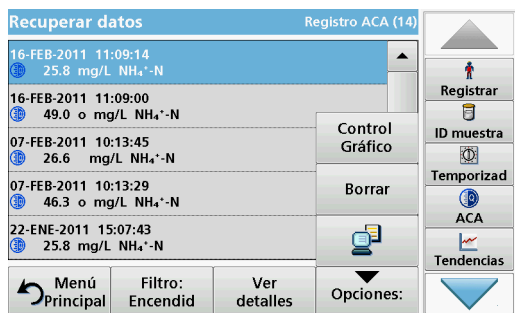 Recuperar datos
Registro ACA (14)
16-FEB-2011 11:09:14
25.8 mg/L NH₄⁺-N
16-FEB-2011 11:09:00
49.0 o mg/L NH₄⁺-N
07-FEB-2011 10:13:45
26.6 mg/L NH₄⁺-N
07-FEB-2011 10:13:29
46.3 o mg/L NH₄⁺-N
22-ENE-2011 15:07:43
25.8 mg/L NH₄⁺-N
Control
Gráfico
Borrar
Menú
Principal
Filtro:
Encendid
Ver
detalles
Opciones:
Registrar
ID muestra
Temporizad
ACA
Tendencias